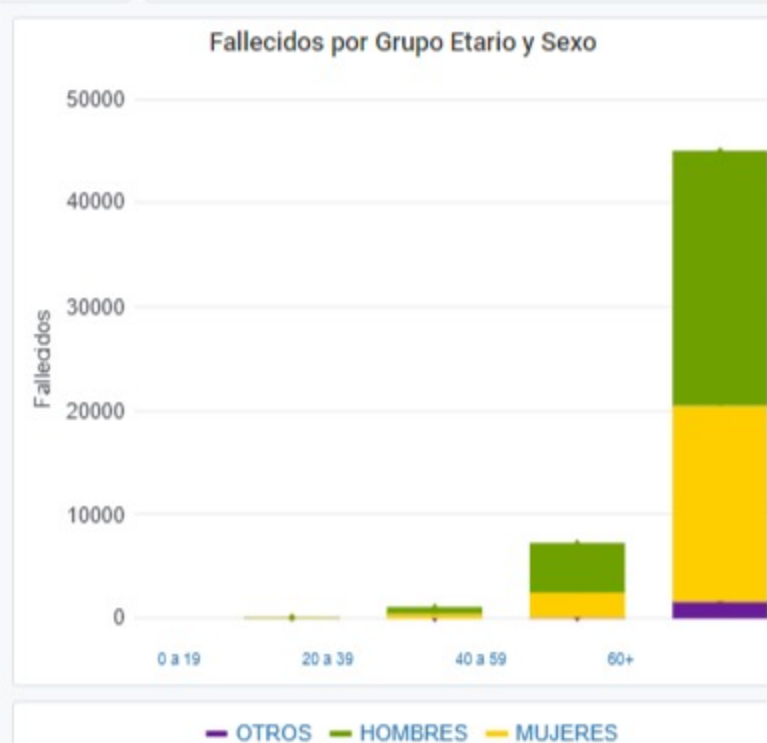 Fallecidos por Grupo Etario y Sexo
50000
40000
30000
20000
10000
0
Fallecidos
0 a 19 20 a 39 40 a 59 60+
OTROS HOMBRES MUJERES